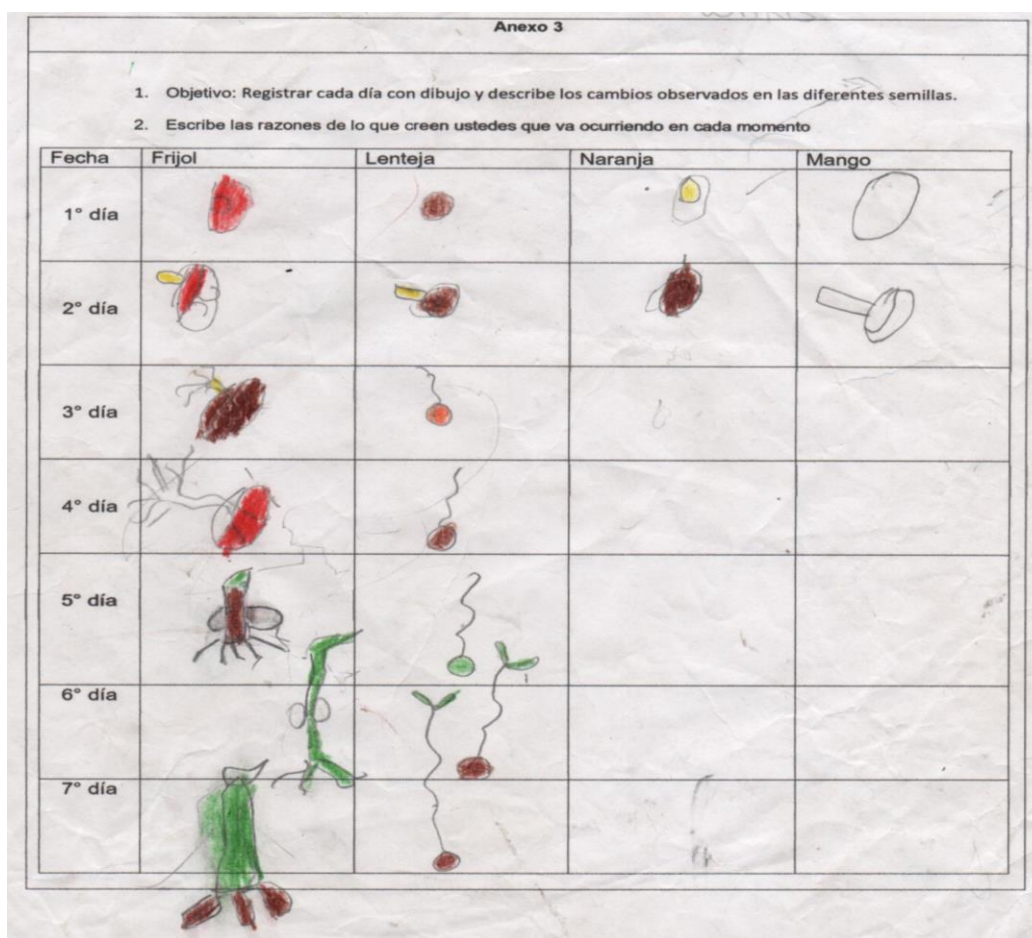 Anexo 3
1. Objetivo: Registrar cada día con dibujo y describe los cambios observados en las diferentes semillas.
2. Escribe las razones de lo que creen ustedes que va ocurriendo en cada momento
Fecha Frijol Lenteja Naranja Mango
1° día
2° día
3° día
4° día
5° día
6° día
7° día